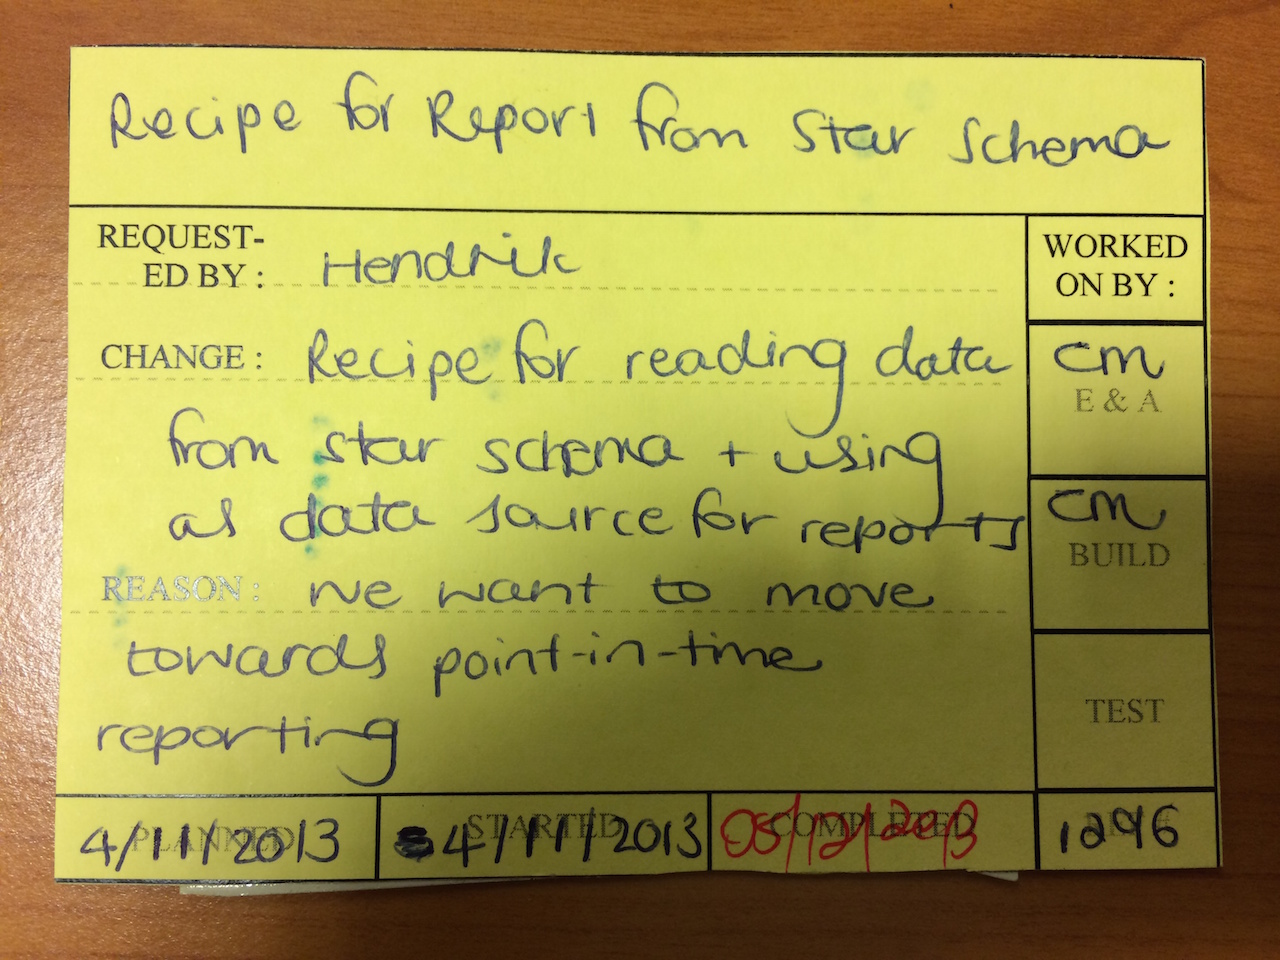 Recipe for Report from Star Schema
REQUEST-
ED BY : Hendrik
WORKED
ON BY :
CHANGE : Recipe for reading data
from star schema + using
as data source for reports
CM
E & A
CM
BUILD
REASON : we want to move
towards point-in-time
reporting
TEST
PLANNED
4/11/2013
STARTED
4/11/2013
COMPLETED
05/12/2013
1296